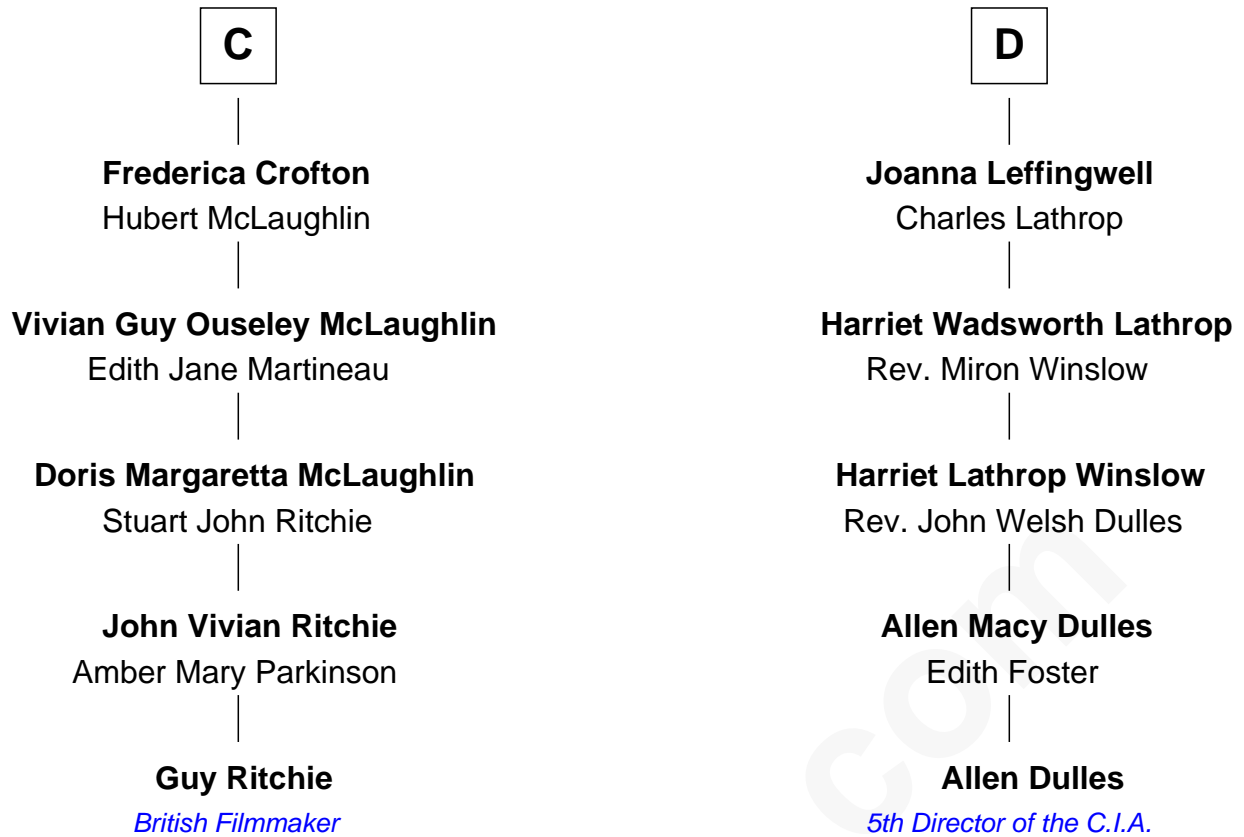 C
Frederica Crofton
Hubert McLaughlin
Vivian Guy Ouseley McLaughlin
Edith Jane Martineau
Doris Margaretta McLaughlin
Stuart John Ritchie
John Vivian Ritchie
Amber Mary Parkinson
Guy Ritchie
British Filmmaker
D
Joanna Leffingwell
Charles Lathrop
Harriet Wadsworth Lathrop
Rev. Miron Winslow
Harriet Lathrop Winslow
Rev. John Welsh Dulles
Allen Macy Dulles
Edith Foster
Allen Dulles
5th Director of the C.I.A.
com